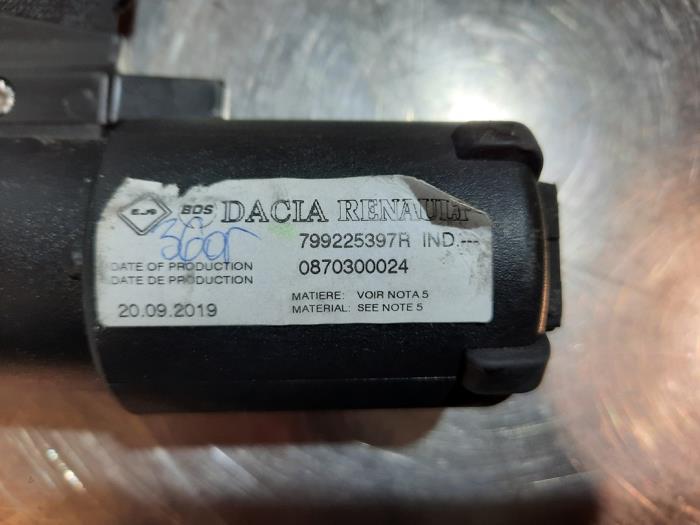 BOS DACIA RENAULT
799225397R IND.---
DATE OF PRODUCTION 0870300024
DATE DE PRODUCTION
MATIERE: VOIR NOTA 5
20.09.2019 MATERIAL: SEE NOTE 5